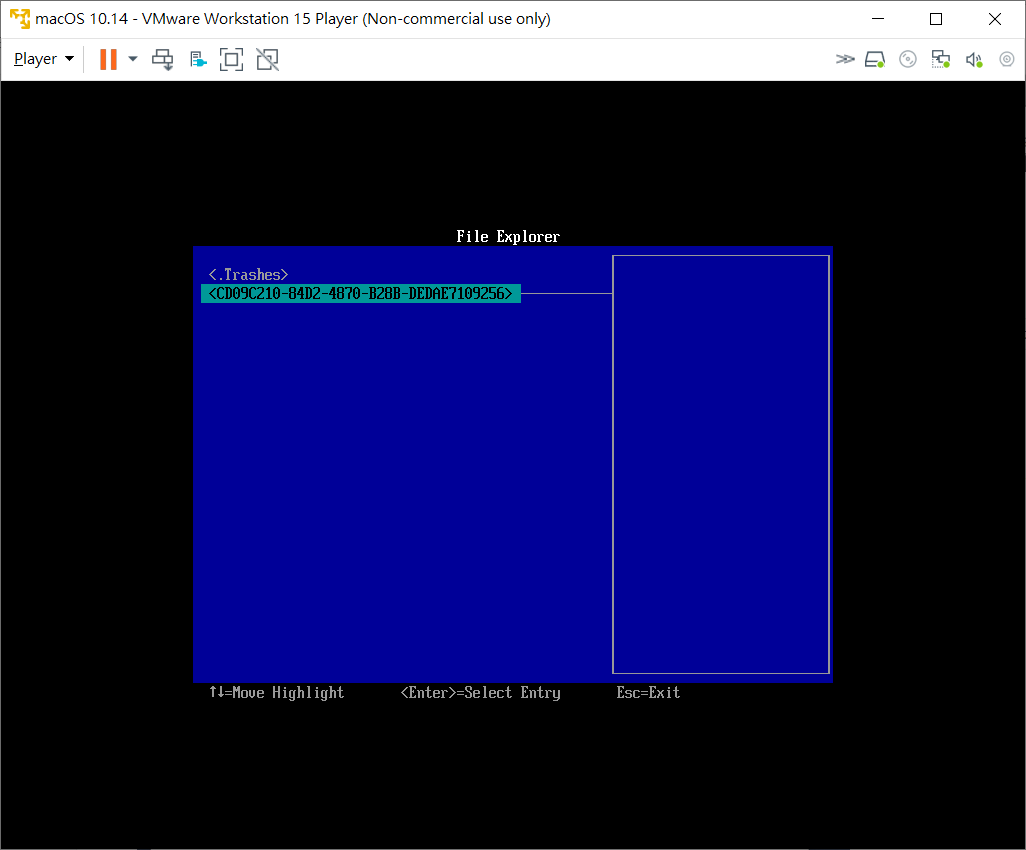 macOS 10.14 - VMware Workstation 15 Player (Non-commercial use only)
Player
File Explorer
<.Trashes>
<CD09C210-84D2-4870-B28B-DEDAE7109256>
↑↓=Move Highlight <Enter>=Select Entry Esc=Exit